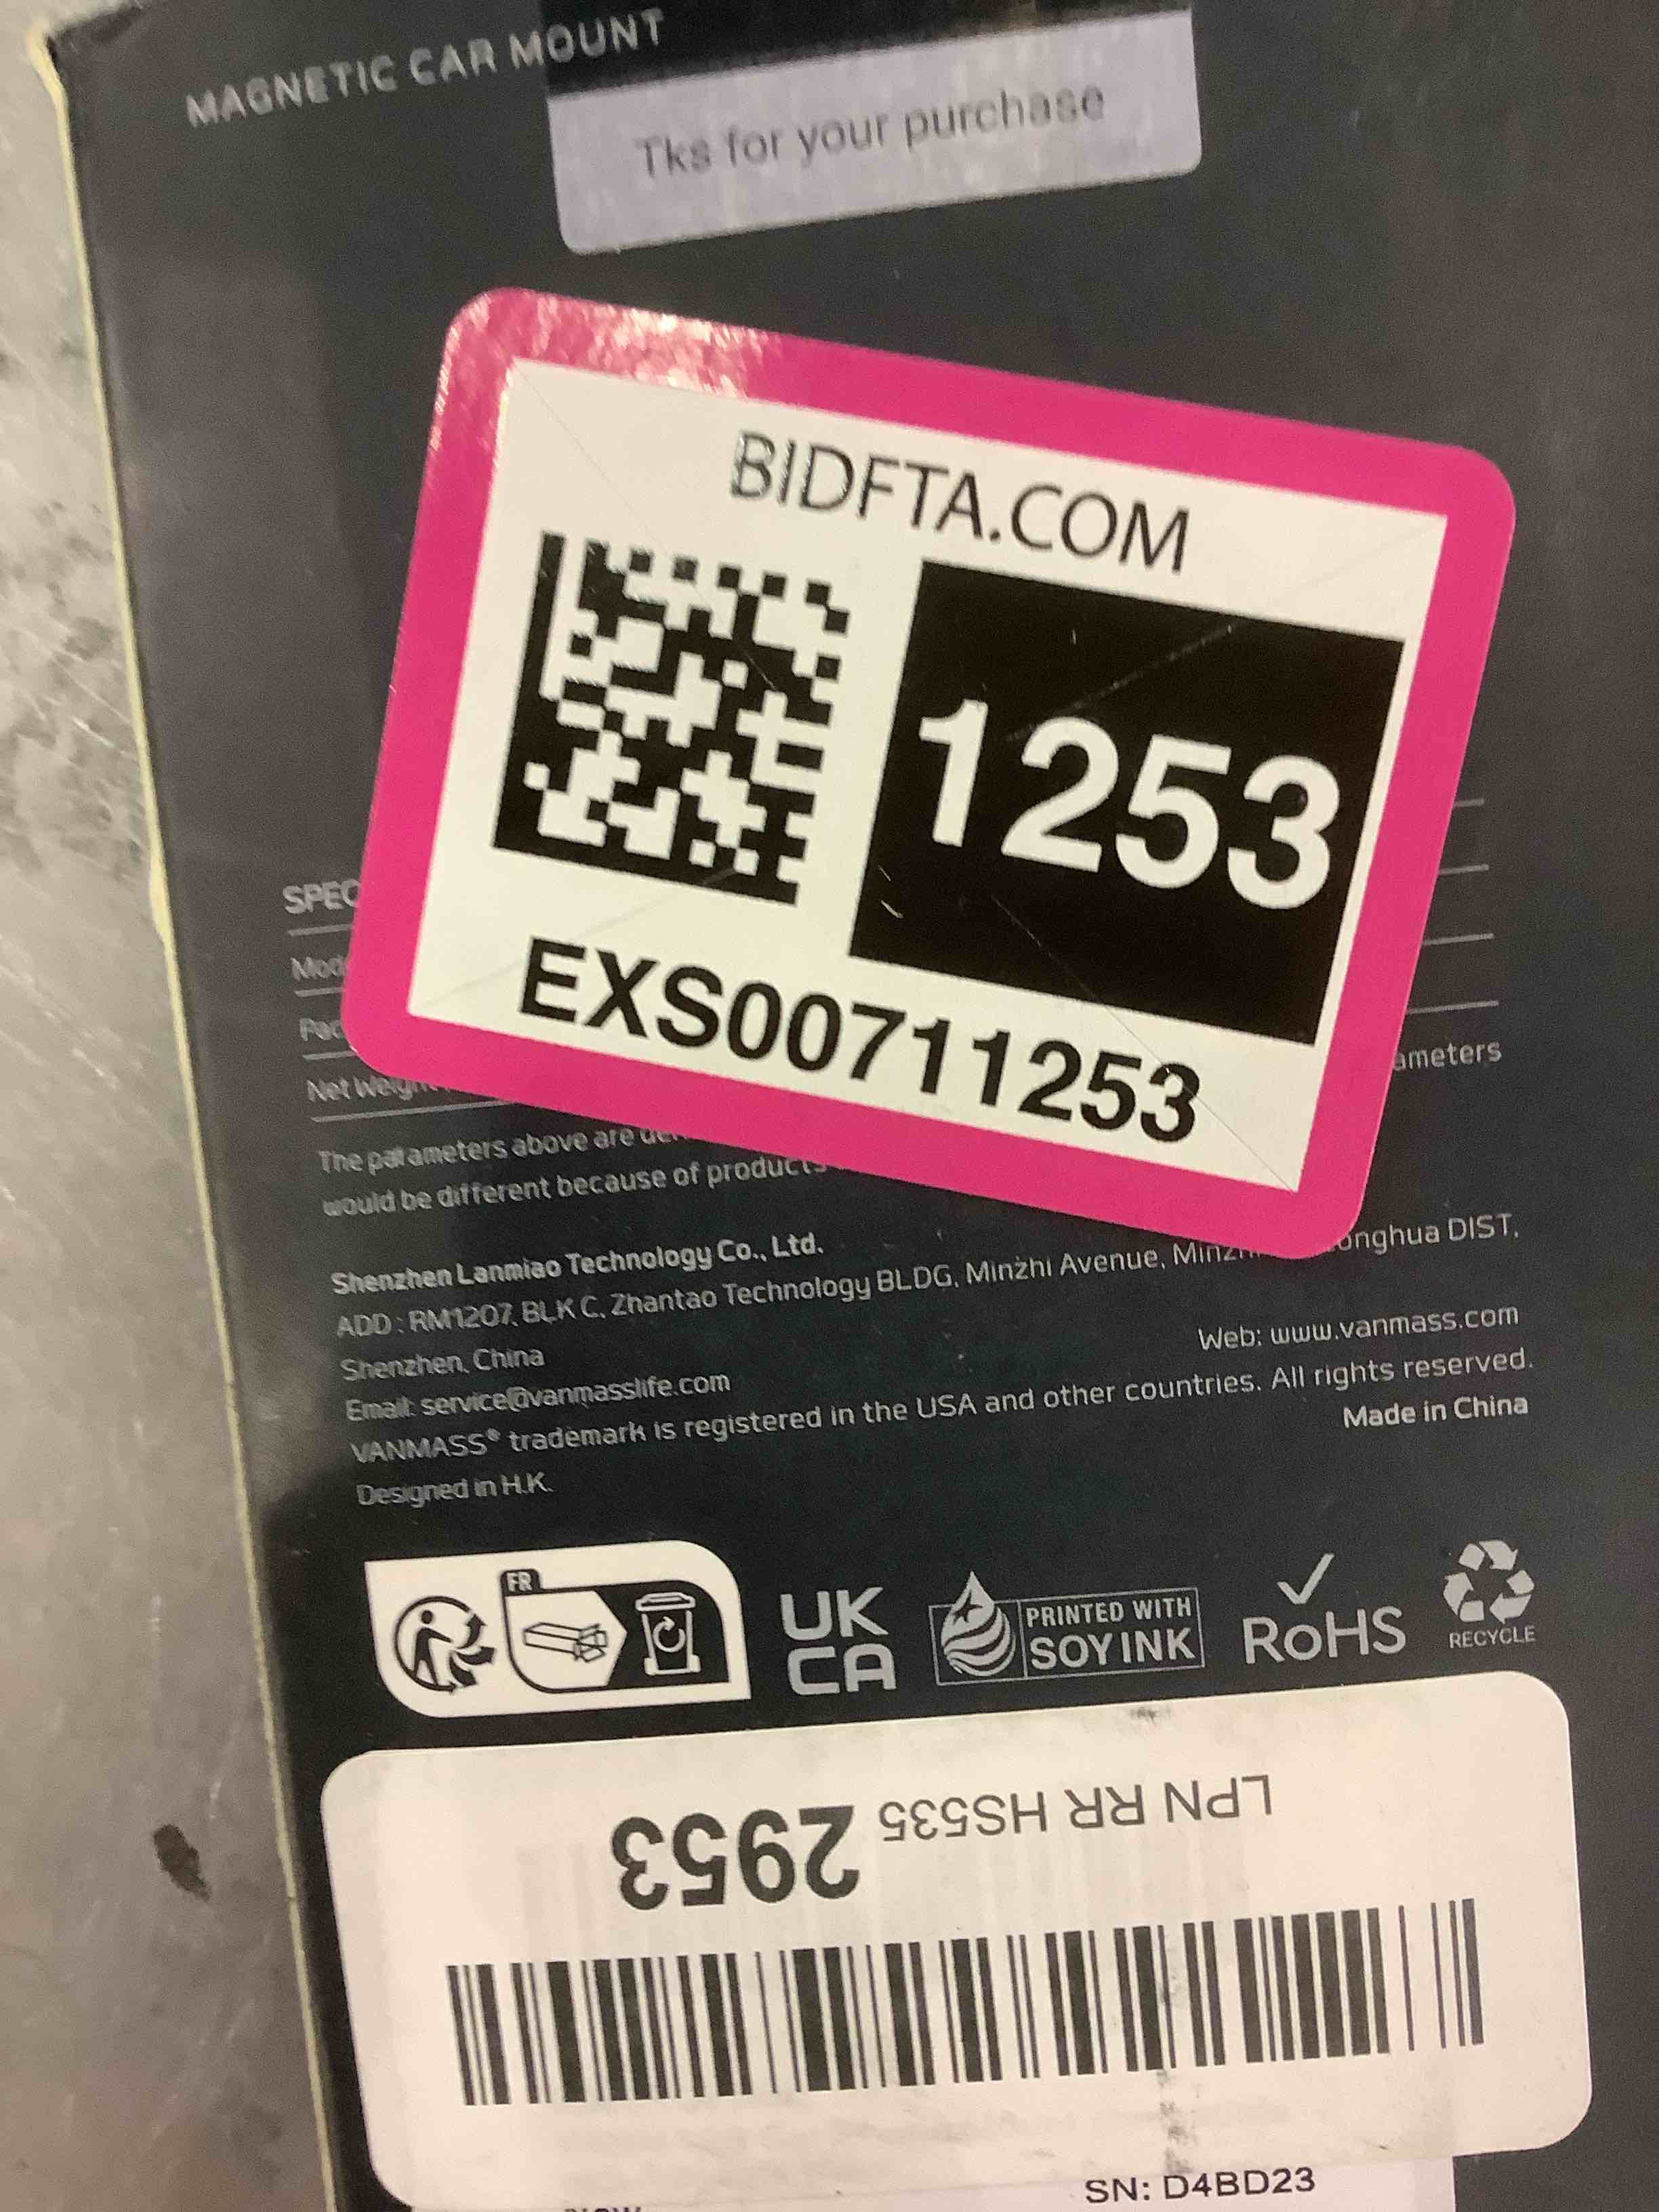 MAGNETIC CAR MOUNT
Tks for your purchase
BIDFTA.COM
1253
EXS00711253
The parameters above are
would be different because of
Shenzhen Lanmiao Technology Co., Ltd.
ADD : RM1207, BLK C, Zhantao Technology BLDG, Minzhi Avenue, DIST,
Shenzhen, China
Web: www.vanmass.com
Email: service@vanmasslife.com
VANMASS® trademark is registered in the USA and other countries. All rights reserved.
Made in China
Designed in H.K.
FR
UK
CA
PRINTED WITH
SOY INK
RoHS
RECYCLE
LPN RR HS535 2953
SN: D4BD23